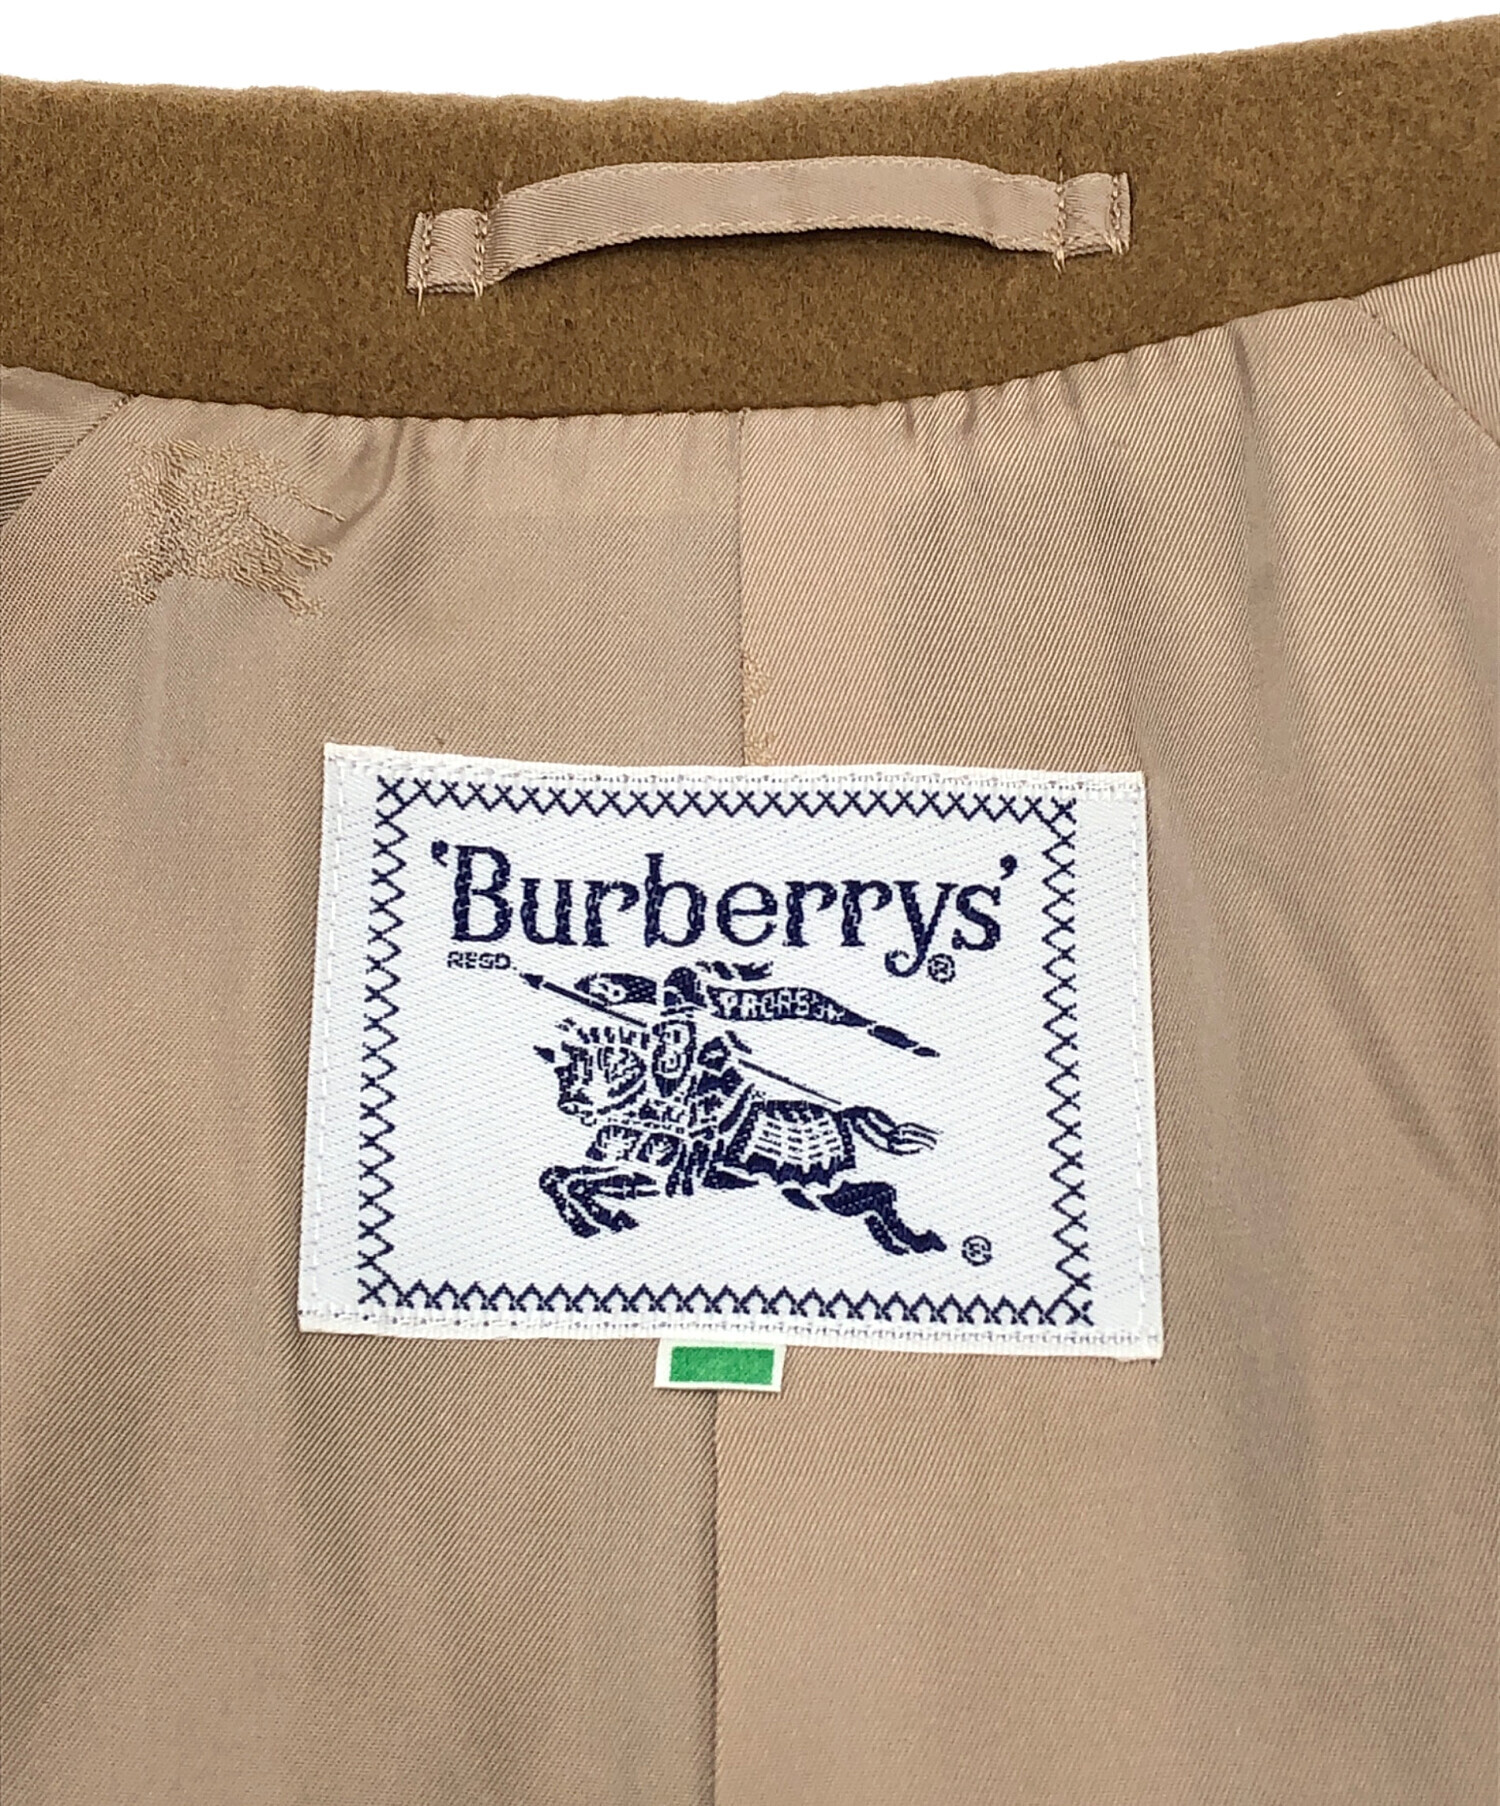 'Burberrys'
REGD.
®
PRORSUM
®